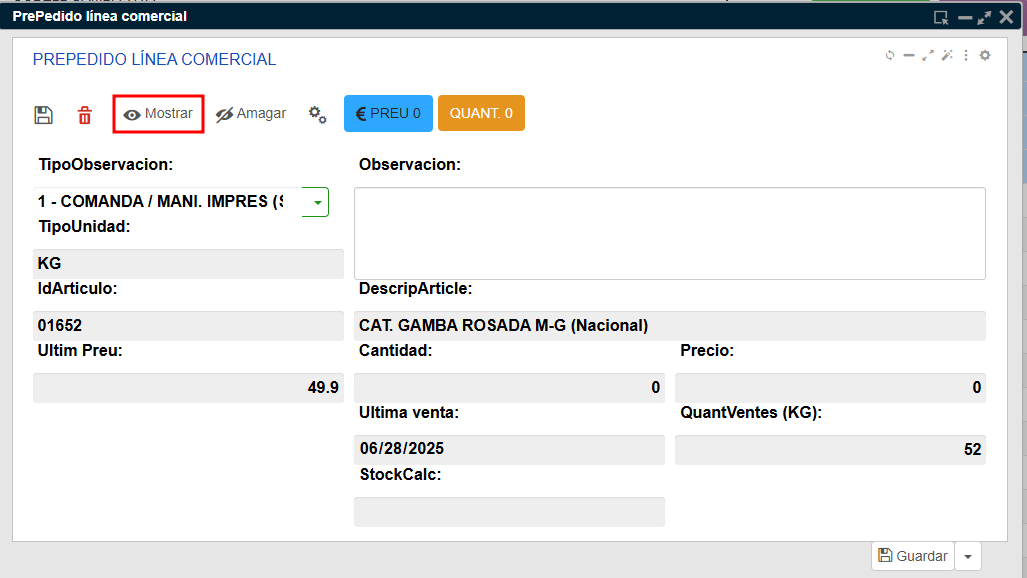 PrePedido línea comercial
PREPEDIDO LÍNEA COMERCIAL
Mostrar Amagar € PREU 0 QUANT. 0
TipoObservacion: Observacion:
1 - COMANDA / MANI. IMPRES (S
TipoUnidad:
KG
IdArticulo: DescripArticle:
01652 CAT. GAMBA ROSADA M-G (Nacional)
Ultim Preu: Cantidad: Precio:
49.9 0 0
Ultima venta: QuantVentes (KG):
06/28/2025 52
StockCalc:
Guardar